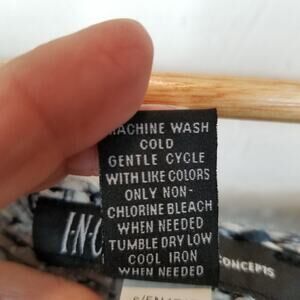 MACHINE WASH
COLD
GENTLE CYCLE
WITH LIKE COLORS
ONLY NON-
CHLORINE BLEACH
WHEN NEEDED
TUMBLE DRY LOW
COOL IRON
WHEN NEEDED
I·N·C
CONCEPTS